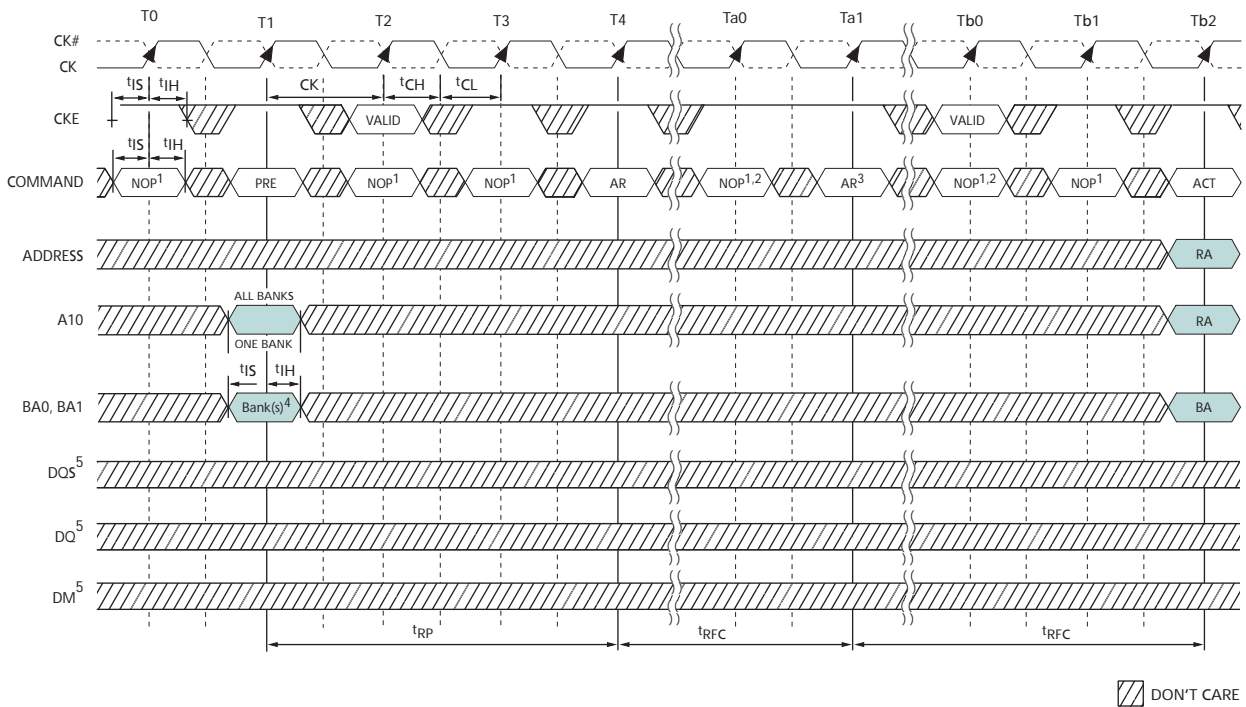 T0 T1 T2 T3 T4 Ta0 Ta1 Tb0 Tb1 Tb2
CK#
CK
tIS tIH CK tCH tCL
CKE VALID VALID
tIS tIH
COMMAND NOP1 PRE NOP1 NOP1 AR NOP1,2 AR3 NOP1,2 NOP1 ACT
ADDRESS RA
ALL BANKS
A10 RA
ONE BANK
tIS tIH
BA0, BA1 Bank(s)4 BA
DQS5
DQ5
DM5
tRP tRFC tRFC
DON'T CARE